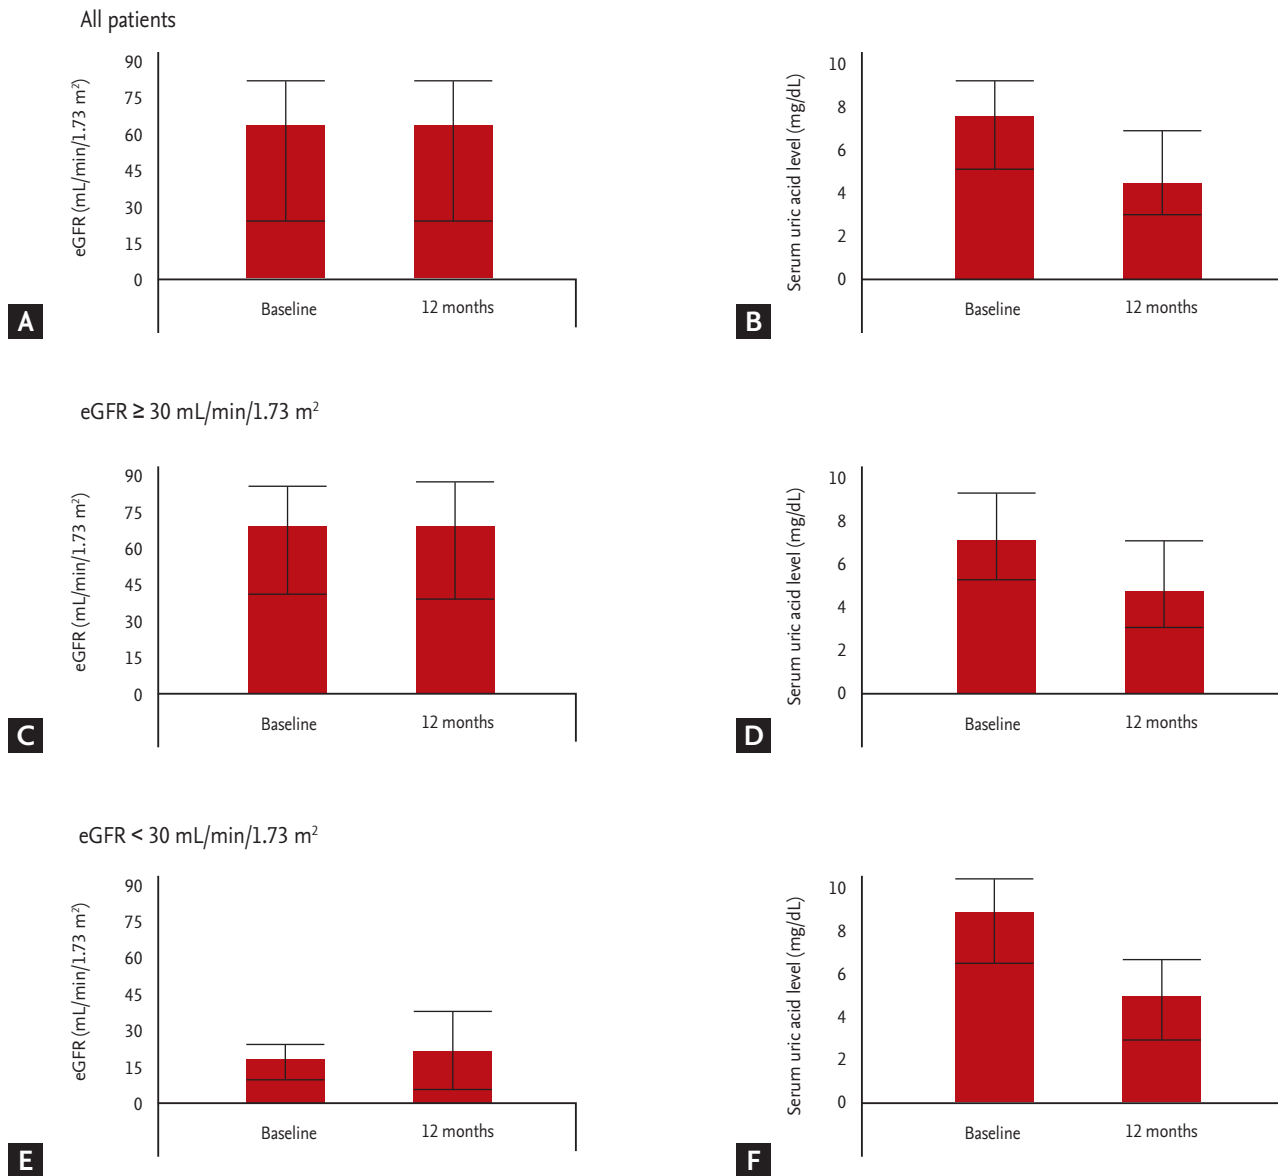 All patients
eGFR (mL/min/1.73 m²)
90
75
60
45
30
15
0
Baseline
12 months
A
Serum uric acid level (mg/dL)
10
8
6
4
2
0
Baseline
12 months
B
eGFR ≥ 30 mL/min/1.73 m²
eGFR (mL/min/1.73 m²)
90
75
60
45
30
15
0
Baseline
12 months
C
Serum uric acid level (mg/dL)
10
8
6
4
2
0
Baseline
12 months
D
eGFR < 30 mL/min/1.73 m²
eGFR (mL/min/1.73 m²)
90
75
60
45
30
15
0
Baseline
12 months
E
Serum uric acid level (mg/dL)
10
8
6
4
2
0
Baseline
12 months
F